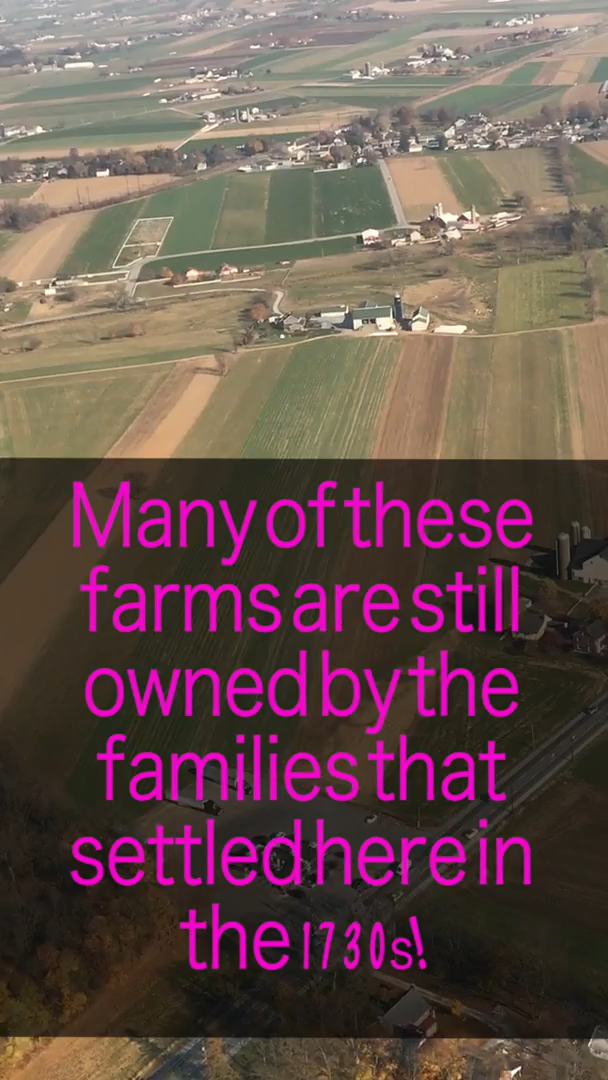 Many of these
farms are still
owned by the
families that
settled here in
the 1730s!